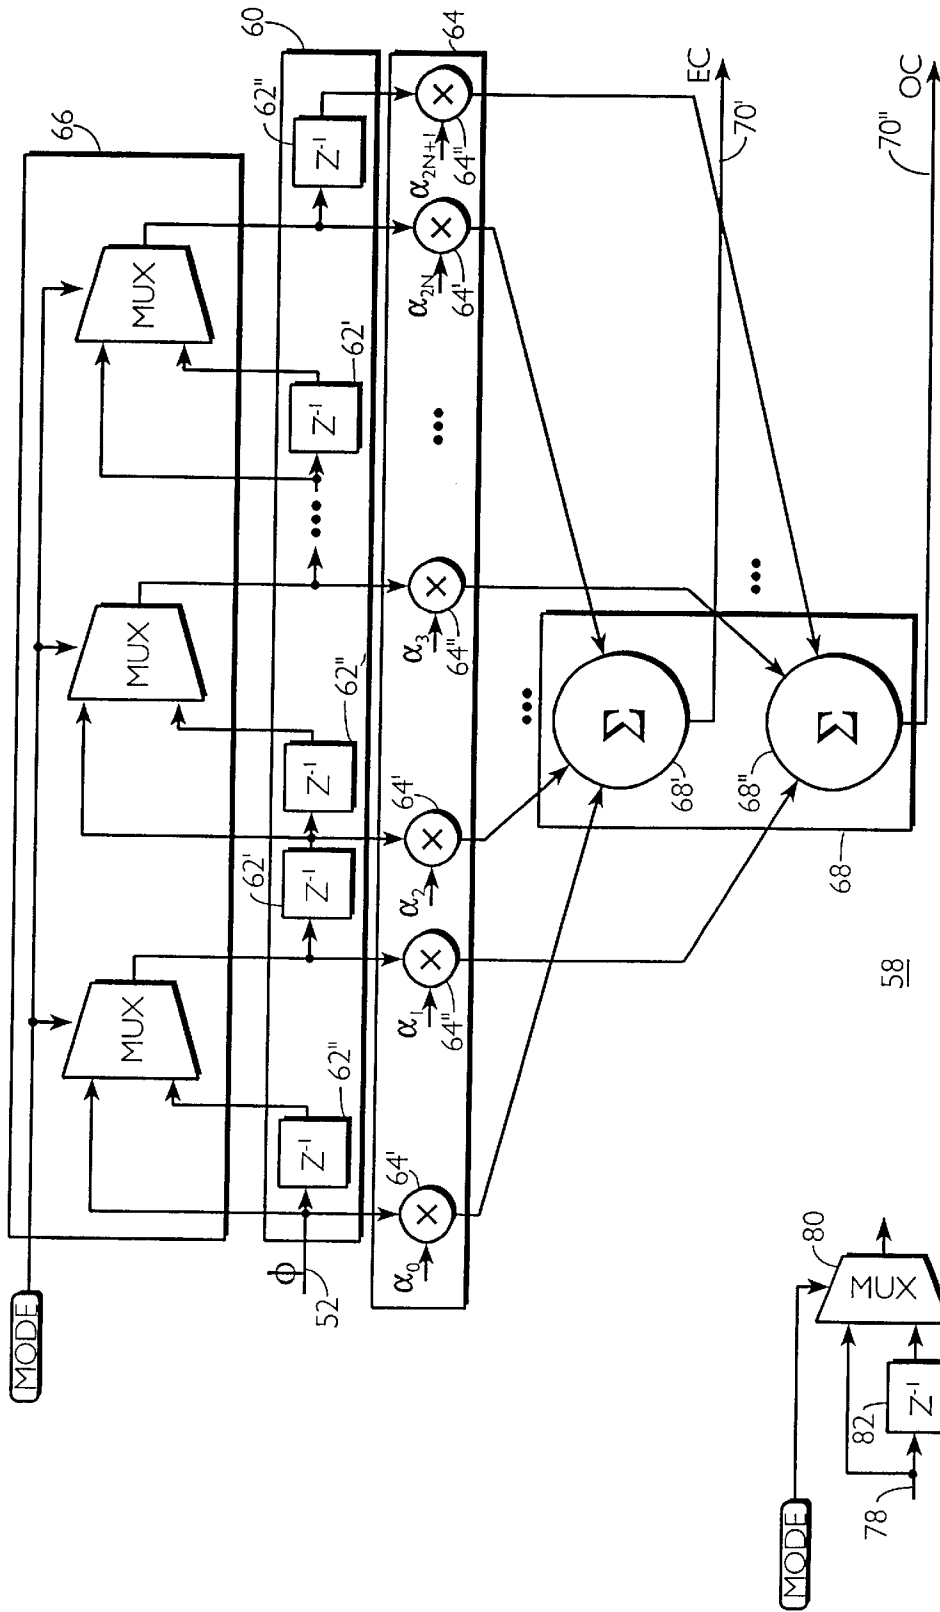 MODE
66
MUX
MUX
MUX
60
Φ
52
Z⁻¹
62"
62'
Z⁻¹
Z⁻¹
62"
•••
Z⁻¹
62'
Z⁻¹
62"
64
α₀
64'
α₁
64"
α₂
64'
α₃
64"
•••
α₂N
64'
α₂N+1
64"
•••
•••
Σ
68'
Σ
68"
68
EC
70'
OC
70"
58
MODE
78
82
Z⁻¹
MUX
80